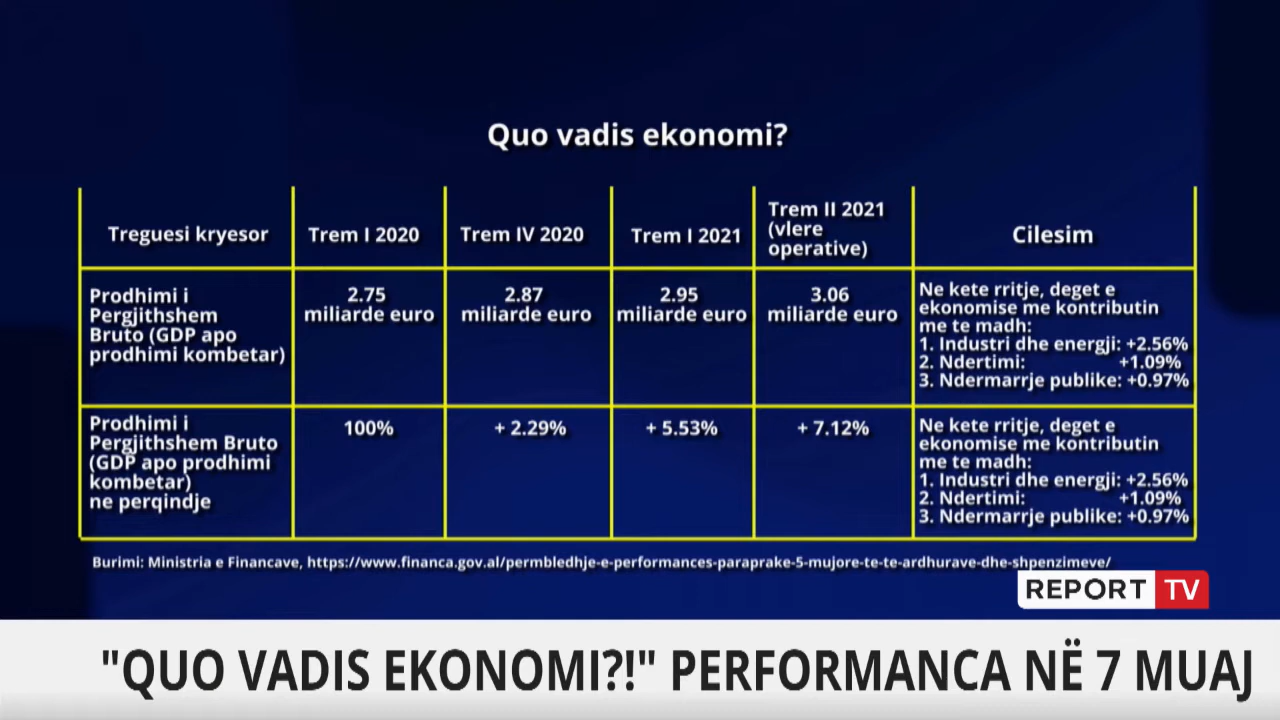 Quo vadis ekonomi?
Treguesi kryesor
Trem I 2020
Trem IV 2020
Trem I 2021
Trem II 2021
(vlere
operative)
Cilesim
Prodhimi i
Pergjithshem
Bruto (GDP apo
prodhimi kombetar)
2.75
miliarde euro
2.87
miliarde euro
2.95
miliarde euro
3.06
miliarde euro
Ne kete rritje, deget e
ekonomise me kontributin
me te madh:
1. Industri dhe energji: +2.56%
2. Ndertimi: +1.09%
3. Ndermarrje publike: +0.97%
Prodhimi i
Pergjithshem Bruto
(GDP apo prodhimi
kombetar)
ne perqindje
100%
+ 2.29%
+ 5.53%
+ 7.12%
Ne kete rritje, deget e
ekonomise me kontributin
me te madh:
1. Industri dhe energji: +2.56%
2. Ndertimi: +1.09%
3. Ndermarrje publike: +0.97%
Burimi: Ministria e Financave, https://www.financa.gov.al/permbledhje-e-performances-paraprake-5-mujore-te-te-ardhurave-dhe-shpenzimeve/
REPORT TV
"QUO VADIS EKONOMI?!" PERFORMANCA NË 7 MUAJ